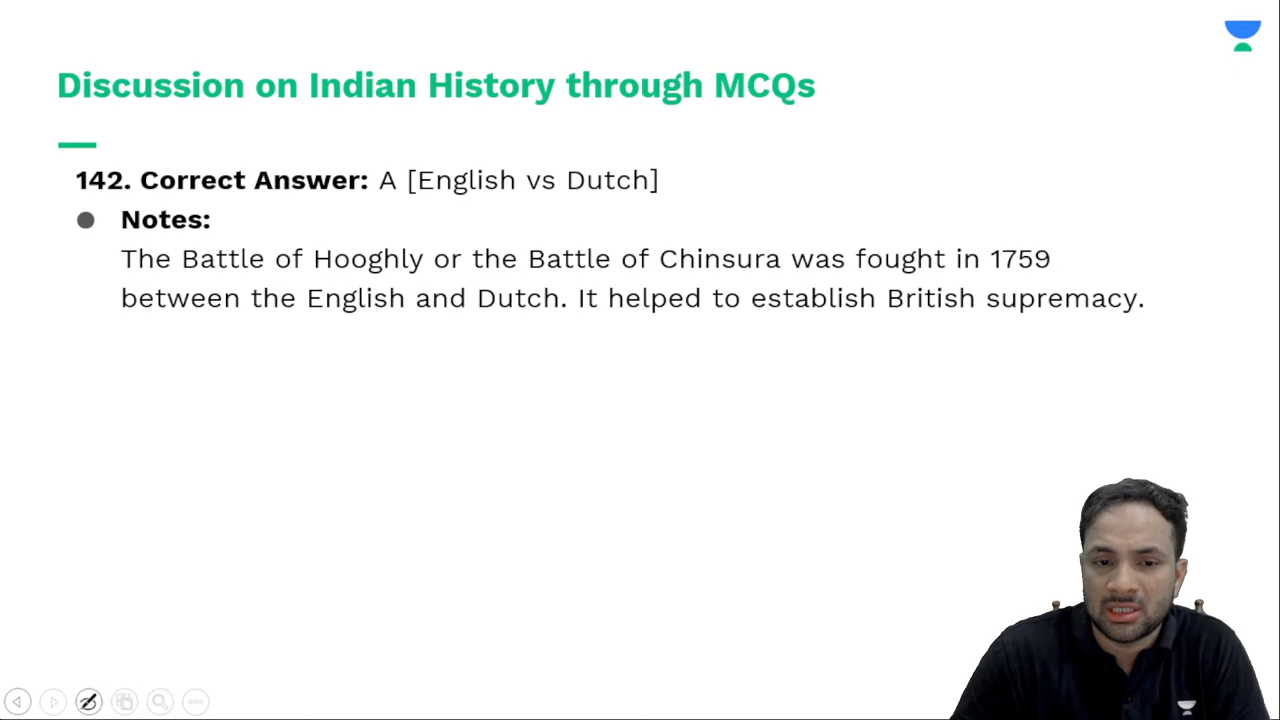 Discussion on Indian History through MCQs
142. Correct Answer: A [English vs Dutch]
Notes:
The Battle of Hooghly or the Battle of Chinsura was fought in 1759
between the English and Dutch. It helped to establish British supremacy.